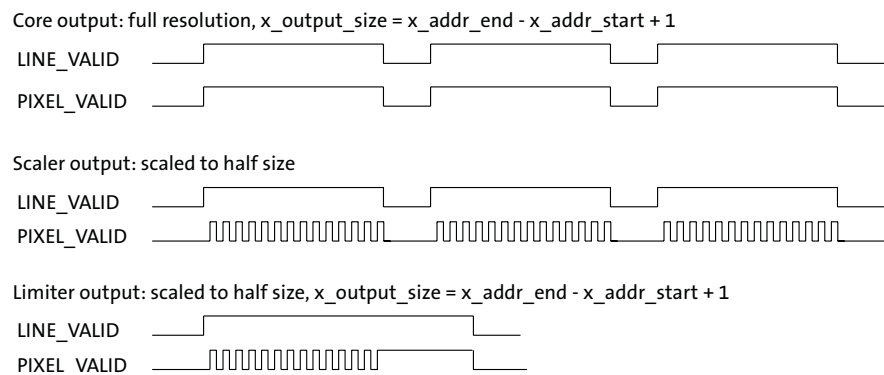 Core output: full resolution, x_output_size = x_addr_end - x_addr_start + 1
LINE_VALID
PIXEL_VALID
Scaler output: scaled to half size
LINE_VALID
PIXEL_VALID
Limiter output: scaled to half size, x_output_size = x_addr_end - x_addr_start + 1
LINE_VALID
PIXEL_VALID